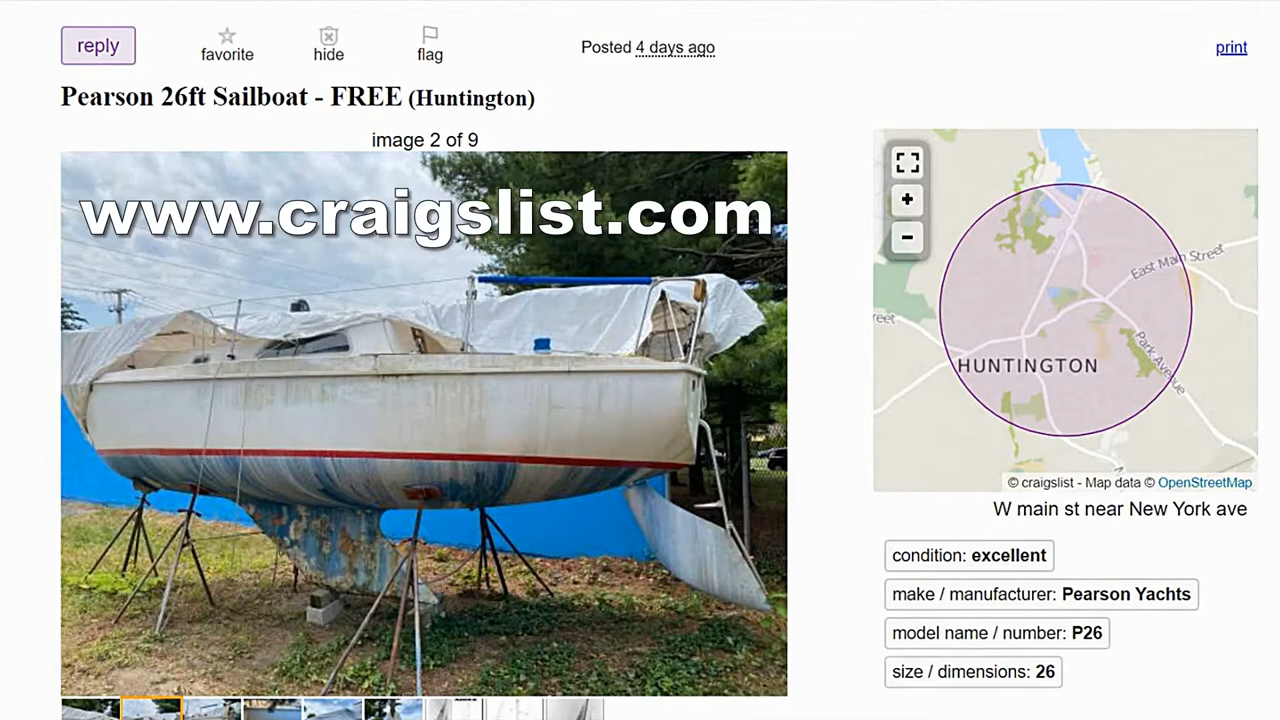 reply
favorite
hide
flag
Posted 4 days ago
print
Pearson 26ft Sailboat - FREE (Huntington)
image 2 of 9
www.craigslist.com
+
-
East Main Street
reet
Park Avenue
HUNTINGTON
© craigslist - Map data © OpenStreetMap
W main st near New York ave
condition: excellent
make / manufacturer: Pearson Yachts
model name / number: P26
size / dimensions: 26